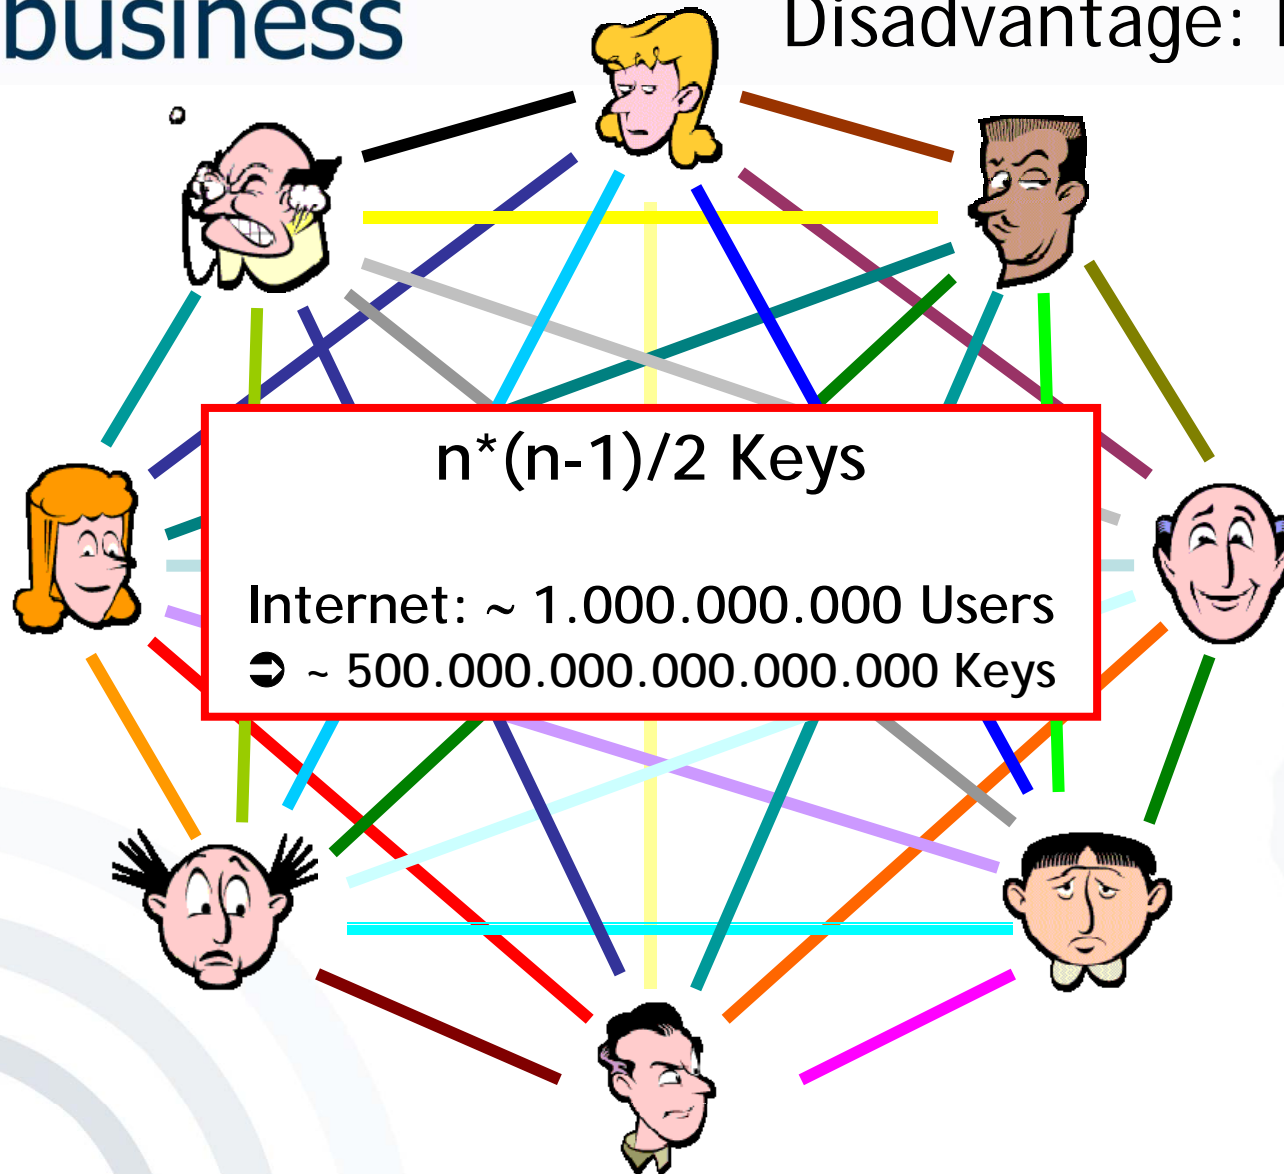 business
Disadvantage:
n*(n-1)/2 Keys
Internet: ~ 1.000.000.000 Users
➲ ~ 500.000.000.000.000.000 Keys